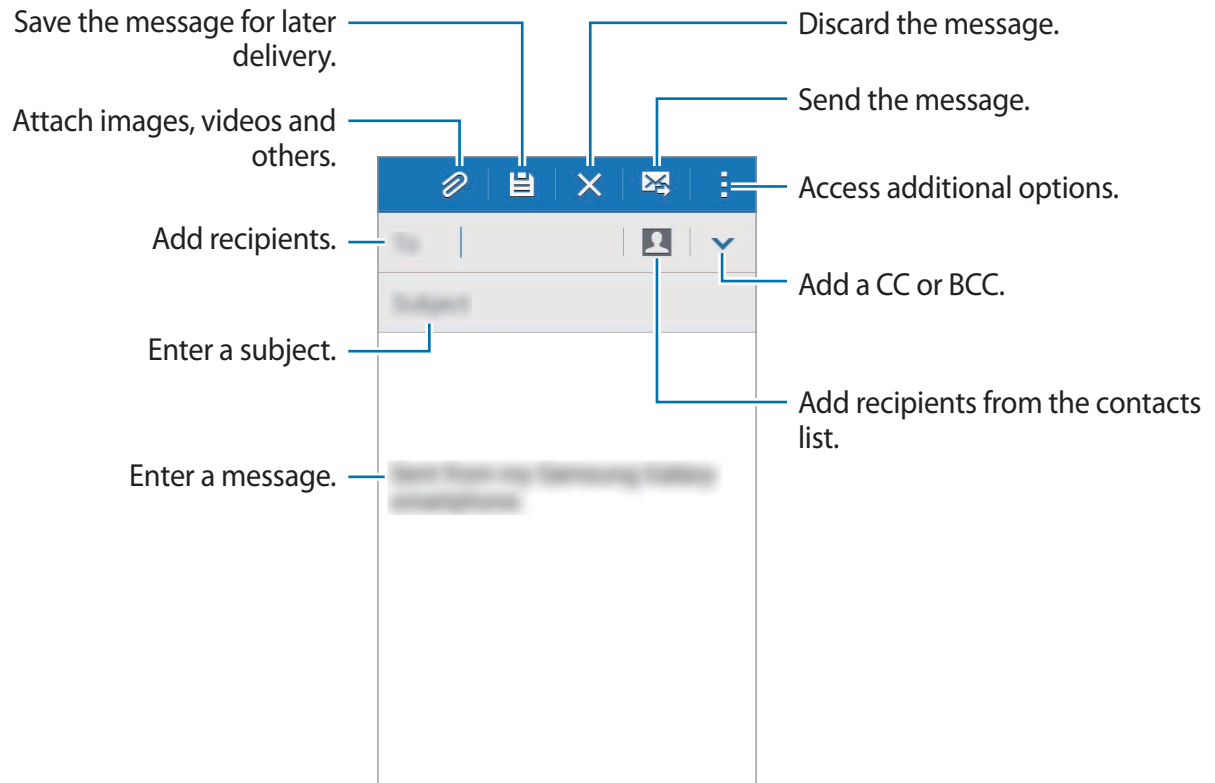 Save the message for later
delivery.
Attach images, videos and
others.
Add recipients.
Enter a subject.
Enter a message.
Discard the message.
Send the message.
Access additional options.
Add a CC or BCC.
Add recipients from the contacts
list.